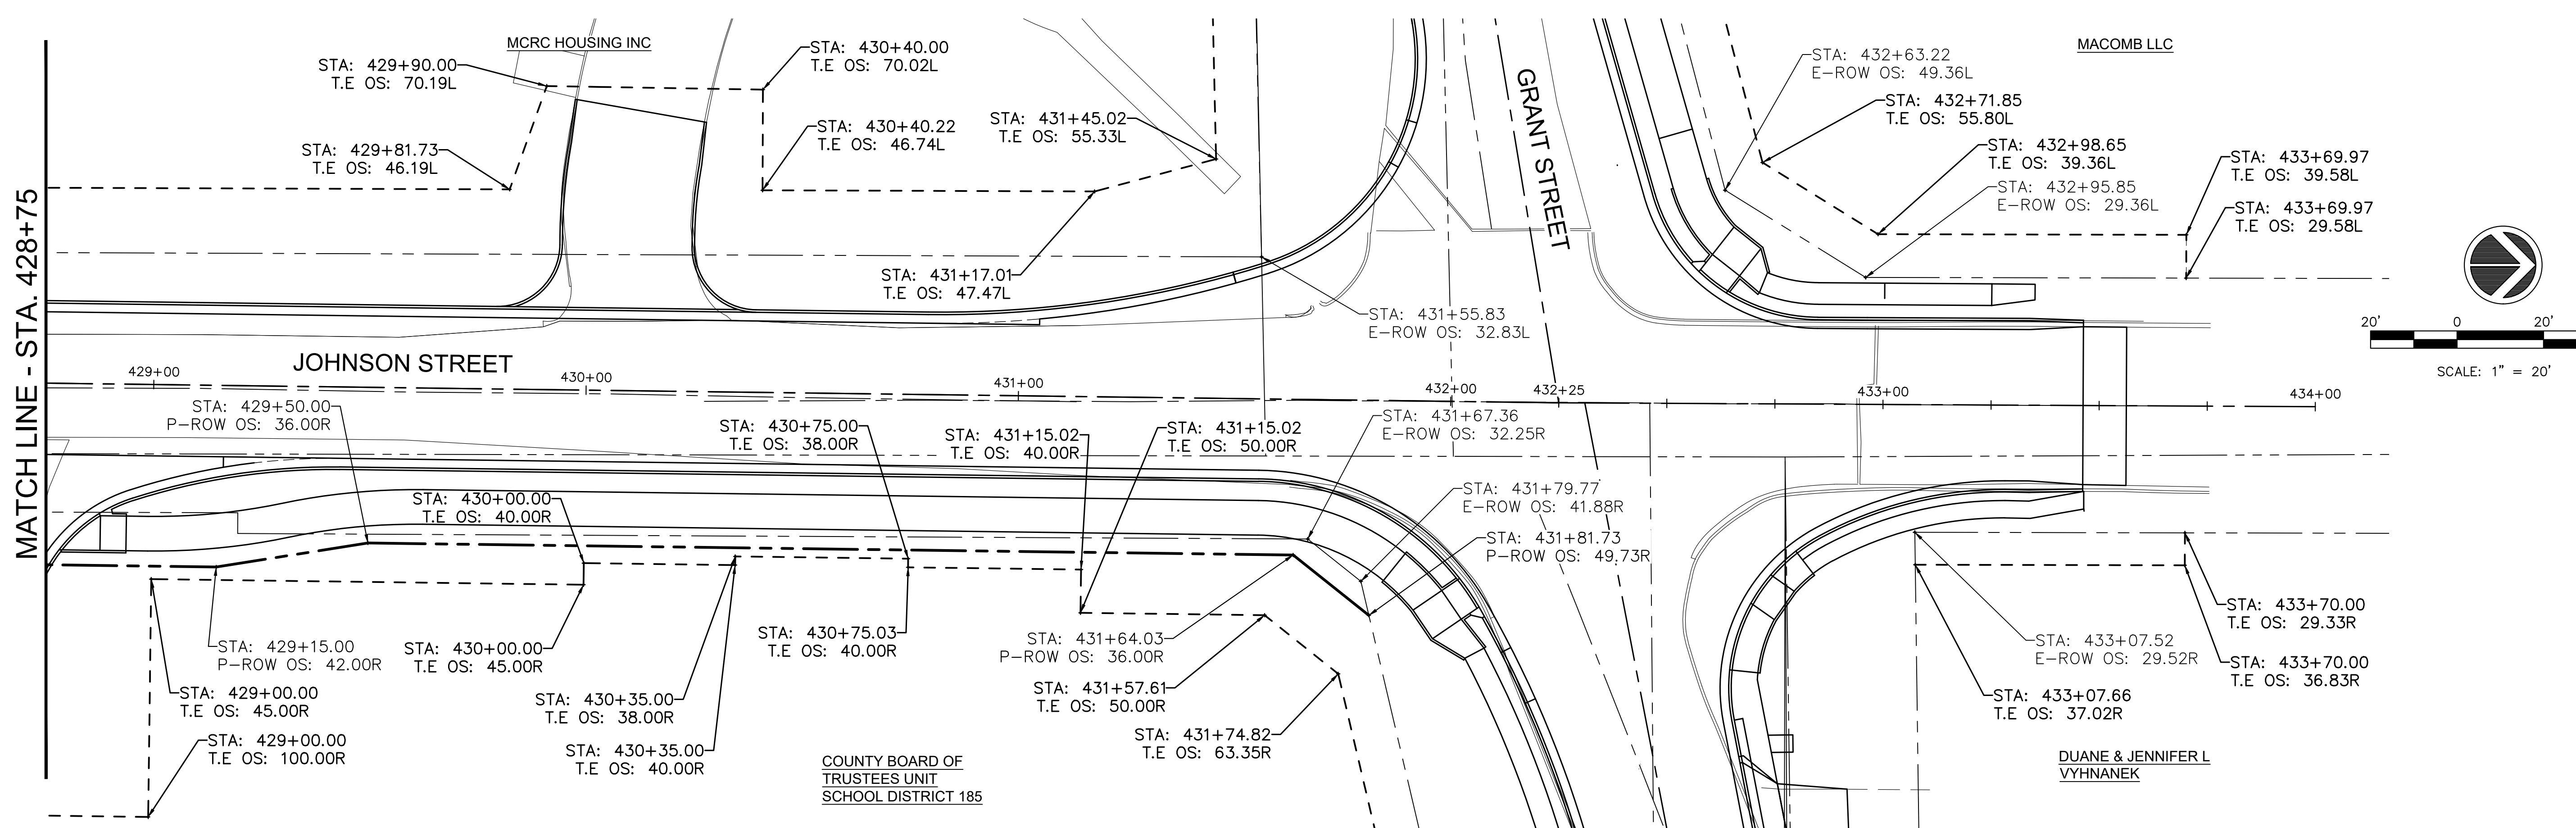 MCRC HOUSING INC
STA: 429+90.00
T.E OS: 70.19L
STA: 430+40.00
T.E OS: 70.02L
STA: 429+81.73
T.E OS: 46.19L
STA: 430+40.22
T.E OS: 46.74L
STA: 431+45.02
T.E OS: 55.33L
STA: 431+17.01
T.E OS: 47.47L
GRANT STREET
STA: 432+63.22
E-ROW OS: 49.36L
STA: 432+71.85
T.E OS: 55.80L
STA: 432+98.65
T.E OS: 39.36L
STA: 432+95.85
E-ROW OS: 29.36L
MACOMB LLC
STA: 433+69.97
T.E OS: 39.58L
STA: 433+69.97
T.E OS: 29.58L
STA: 431+55.83
E-ROW OS: 32.83L
20'
0
20'
SCALE: 1" = 20'
MATCH LINE - STA. 428+75
JOHNSON STREET
429+00
430+00
431+00
432+00
432+25
433+00
434+00
STA: 429+50.00
P-ROW OS: 36.00R
STA: 430+75.00
T.E OS: 38.00R
STA: 431+15.02
T.E OS: 40.00R
STA: 431+15.02
T.E OS: 50.00R
STA: 431+67.36
E-ROW OS: 32.25R
STA: 430+00.00
T.E OS: 40.00R
STA: 431+79.77
E-ROW OS: 41.88R
STA: 431+81.73
P-ROW OS: 49.73R
STA: 429+15.00
P-ROW OS: 42.00R
STA: 430+00.00
T.E OS: 45.00R
STA: 430+75.03
T.E OS: 40.00R
STA: 431+64.03
P-ROW OS: 36.00R
STA: 429+00.00
T.E OS: 45.00R
STA: 430+35.00
T.E OS: 38.00R
STA: 431+57.61
T.E OS: 50.00R
STA: 429+00.00
T.E OS: 100.00R
STA: 430+35.00
T.E OS: 40.00R
STA: 431+74.82
T.E OS: 63.35R
COUNTY BOARD OF
TRUSTEES UNIT
SCHOOL DISTRICT 185
STA: 433+70.00
T.E OS: 29.33R
STA: 433+07.52
E-ROW OS: 29.52R
STA: 433+70.00
T.E OS: 36.83R
STA: 433+07.66
T.E OS: 37.02R
DUANE & JENNIFER L
VYHNANEK